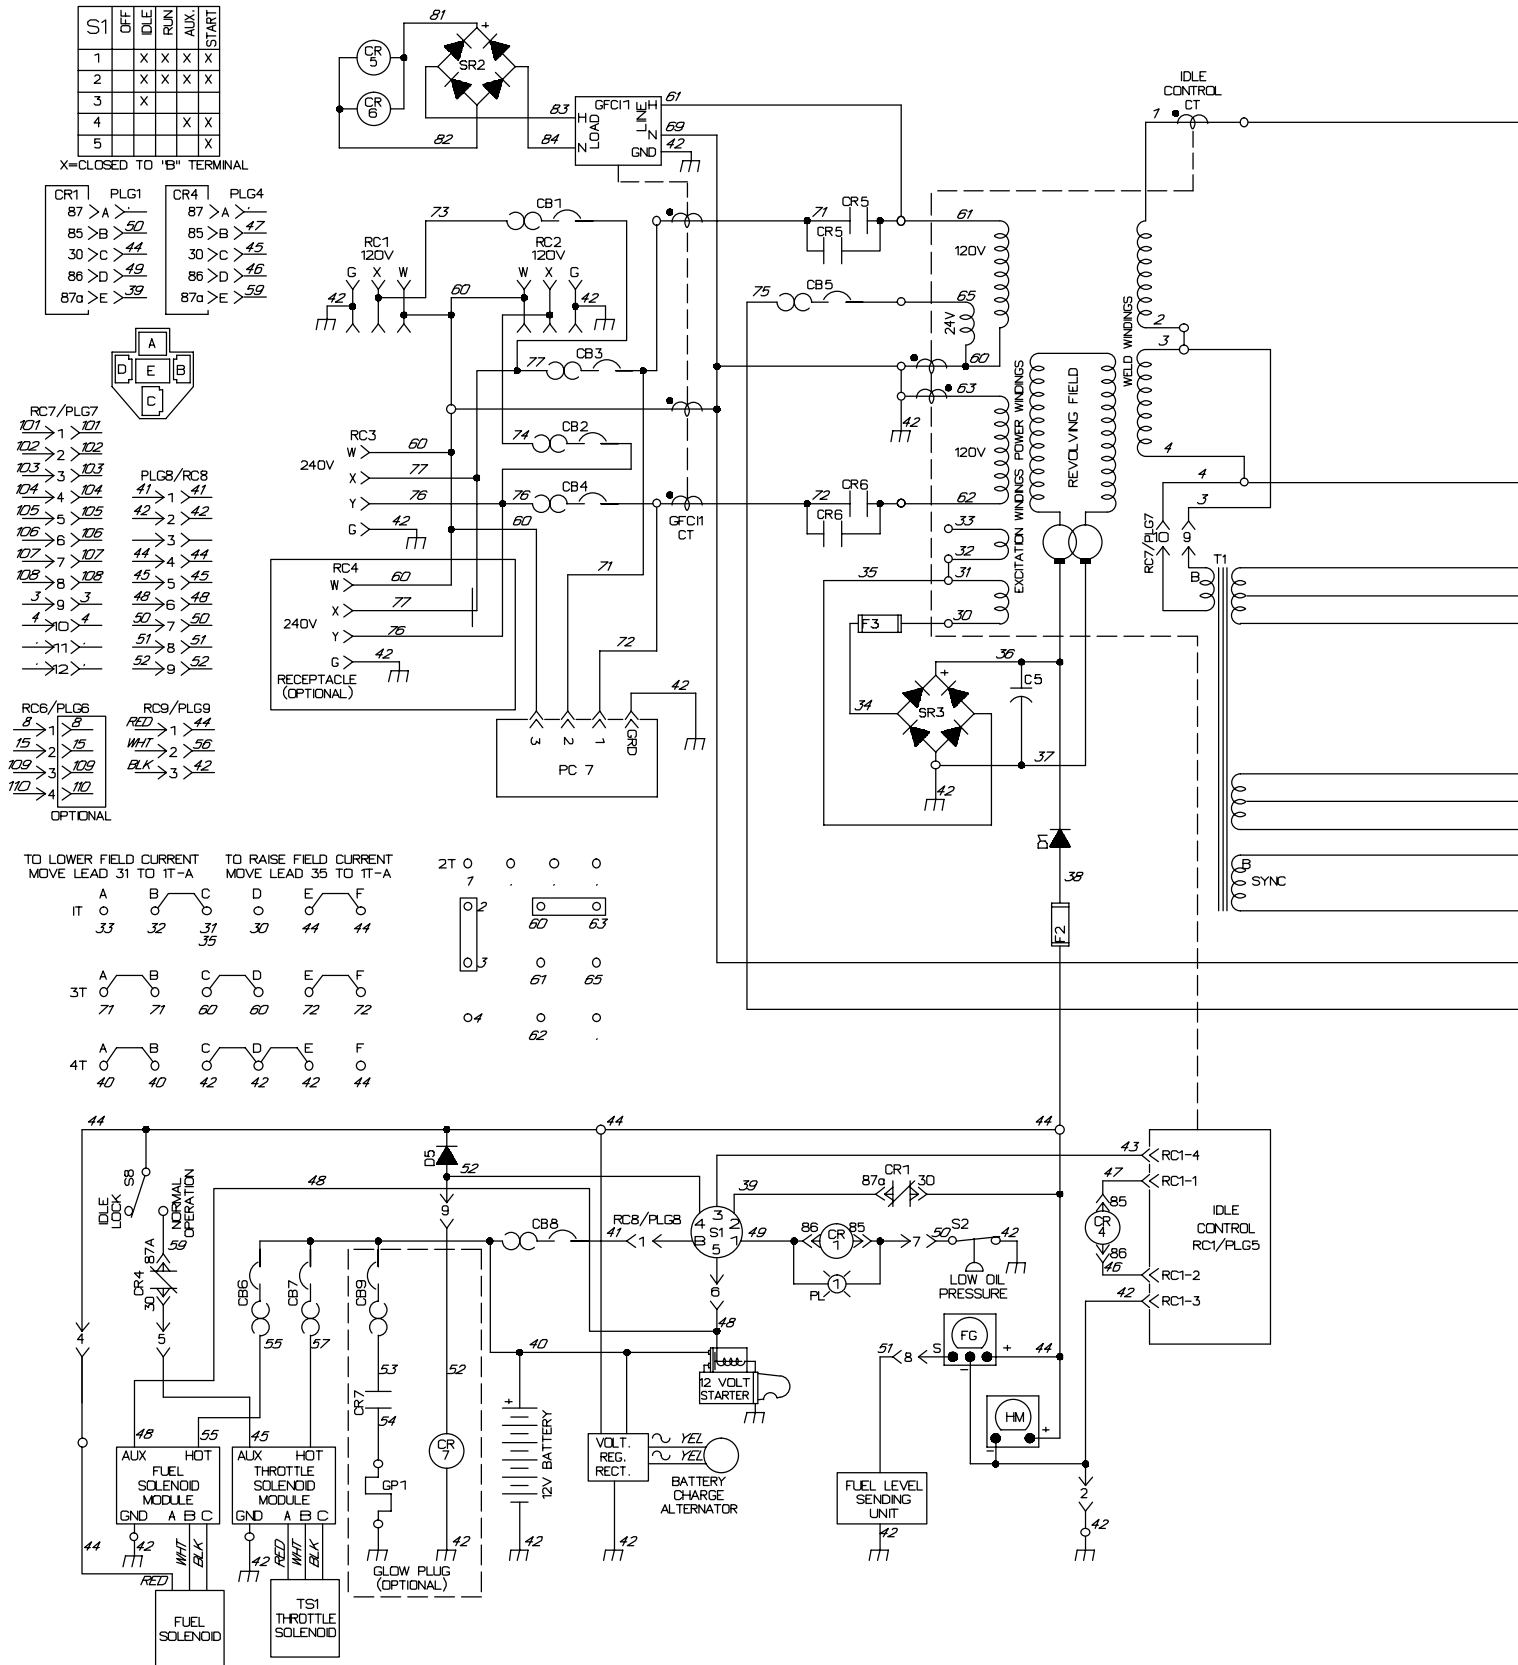 S1 OFF IDLE RUN AUX. START
1 X X X X
2 X X X X
3 X
4 X X
5 X
X=CLOSED TO "B" TERMINAL
CR1 PLG1
87 A .
85 B 50
30 C 44
86 D 49
87a E 39
CR4 PLG4
87 A .
85 B 47
30 C 45
86 D 46
87a E 59
A
D E B
C
RC7/PLG7
101 1 101
102 2 102
103 3 103
104 4 104
105 5 105
106 6 106
107 7 107
108 8 108
3 9 3
4 10 4
. 11 .
. 12 .
PLG8/RC8
41 1 41
42 2 42
3
44 4 44
45 5 45
48 6 48
50 7 50
51 8 51
52 9 52
RC6/PLG6
8 1 8
15 2 15
109 3 109
110 4 110
OPTIONAL
RC9/PLG9
RED 1 44
WHT 2 56
BLK 3 42
81
CR
5
CR
6
SR2
+
82
83
84
H
N
LOAD
GFCI1
LINE
H
N
GND
61
69
42
73
CB1
RC1
120V
G X W
42
60
RC2
120V
W X G
42
77 CB3
74 CB2
RC3
240V
W 60
X 77
Y 76
G 42
76 CB4
60
71
72
GFCI1
CT
RC4
240V
W 60
X 77
Y 76
G 42
RECEPTACLE
(OPTIONAL)
3 2 1 GRD
42
PC 7
71 CR5
CR5
61
120V
75 CB5
65
24V
60
63
42
120V
72 CR6
CR6
62
33
32
31
30
35
F3
34
SR3
+
36
C5
37
42
EXCITATION WINDINGS
POWER WINDINGS
REVOLVING FIELD
WELD WINDINGS
IDLE
CONTROL
CT
1
2
3
4
4
3
RC7/PLG7
10 9
B
T1
B
SYNC
D1
38
F2
TO LOWER FIELD CURRENT
MOVE LEAD 31 TO 1T-A
TO RAISE FIELD CURRENT
MOVE LEAD 35 TO 1T-A
A B C D E F
1T
33 32 31 30 44 44
35
A B C D E F
3T
71 71 60 60 72 72
A B C D E F
4T
40 40 42 42 42 44
2T
1 . . .
2
60 63
3
61 65
4
62 .
44
44
44
S8
IDLE
LOCK
NORMAL
OPERATION
87A
59
CR4
30
4
5
48
D5
52
9
CB6
55
CB7
57
CB9
53
CR7
54
GP1
52
CR
7
42
GLOW PLUG
(OPTIONAL)
CB8
41
RC8/PLG8
1
4 3 2
B S1 1
5
6
48
39
87a CR1 30
49
86 CR 1 85
7
50
S2
42
PL 1
LOW OIL
PRESSURE
43 RC1-4
47 RC1-1
85
CR
4
86
46 RC1-2
42 RC1-3
IDLE
CONTROL
RC1/PLG5
51 8 S
FG
- +
44
HM
- +
2
42
40
+
12V BATTERY
42
12 VOLT
STARTER
VOLT.
REG.
RECT.
YEL
YEL
BATTERY
CHARGE
ALTERNATOR
42
FUEL LEVEL
SENDING
UNIT
42
48 55
AUX HOT
FUEL
SOLENOID
MODULE
GND A B C
42
WHT
BLK
44
RED
FUEL
SOLENOID
45
AUX HOT
THROTTLE
SOLENOID
MODULE
GND A B C
42
RED
WHT
BLK
TS1
THROTTLE
SOLENOID